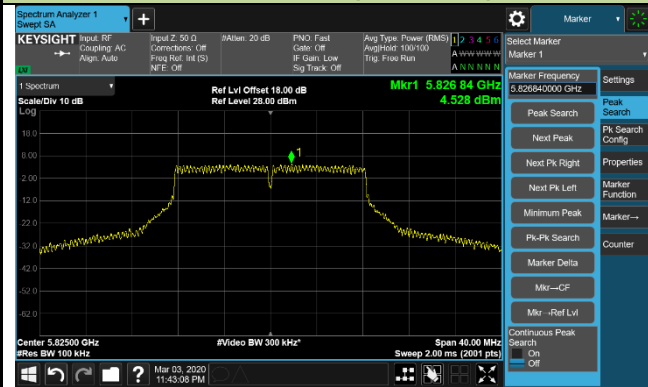 Spectrum Analyzer 1
Swept SA
+
Marker
KEYSIGHT
Input: RF
Coupling: AC
Align: Auto
Input Z: 50 Ω
Corrections: Off
Freq Ref: Int (S)
NFE: Off
#Atten: 20 dB
PNO: Fast
Gate: Off
IF Gain: Low
Sig Track: Off
Avg Type: Power (RMS)
Avg|Hold: 100/100
Trig: Free Run
1 2 3 4 5 6
A W W W W W
A N N N N N
LXI
1 Spectrum
Scale/Div 10 dB
Log
Ref Lvl Offset 18.00 dB
Ref Level 28.00 dBm
Mkr1 5.826 84 GHz
4.528 dBm
18.0
8.00
2.00
12.0
-22.0
-32.0
-42.0
-52.0
-62.0
1
Center 5.82500 GHz
#Res BW 100 kHz
#Video BW 300 kHz*
Span 40.00 MHz
Sweep 2.00 ms (2001 pts)
Mar 03, 2020
11:43:08 PM
Select Marker
Marker 1
Marker Frequency
5.826840000 GHz
Peak Search
Next Peak
Next Pk Right
Next Pk Left
Minimum Peak
Pk-Pk Search
Marker Delta
Mkr→CF
Mkr→Ref Lvl
Continuous Peak
Search
On
Off
Settings
Peak
Search
Pk Search
Config
Properties
Marker
Function
Marker→
Counter